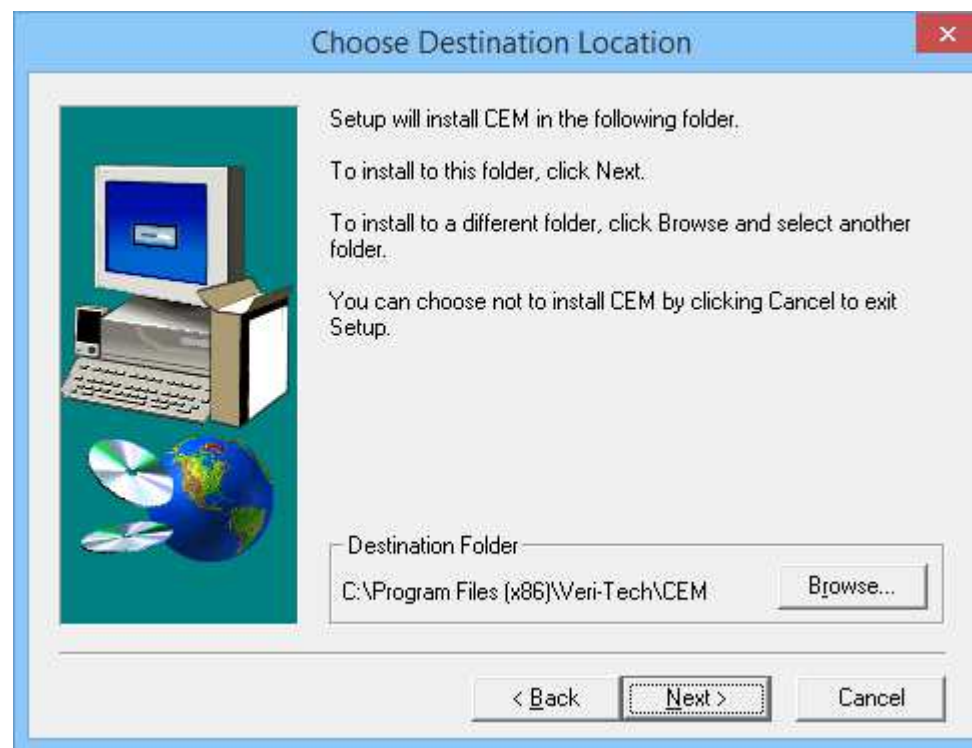 Choose Destination Location
Setup will install CEM in the following folder.
To install to this folder, click Next.
To install to a different folder, click Browse and select another
folder.
You can choose not to install CEM by clicking Cancel to exit
Setup.
Destination Folder
C:\Program Files (x86)\Veri-Tech\CEM
Browse...
< Back
Next >
Cancel